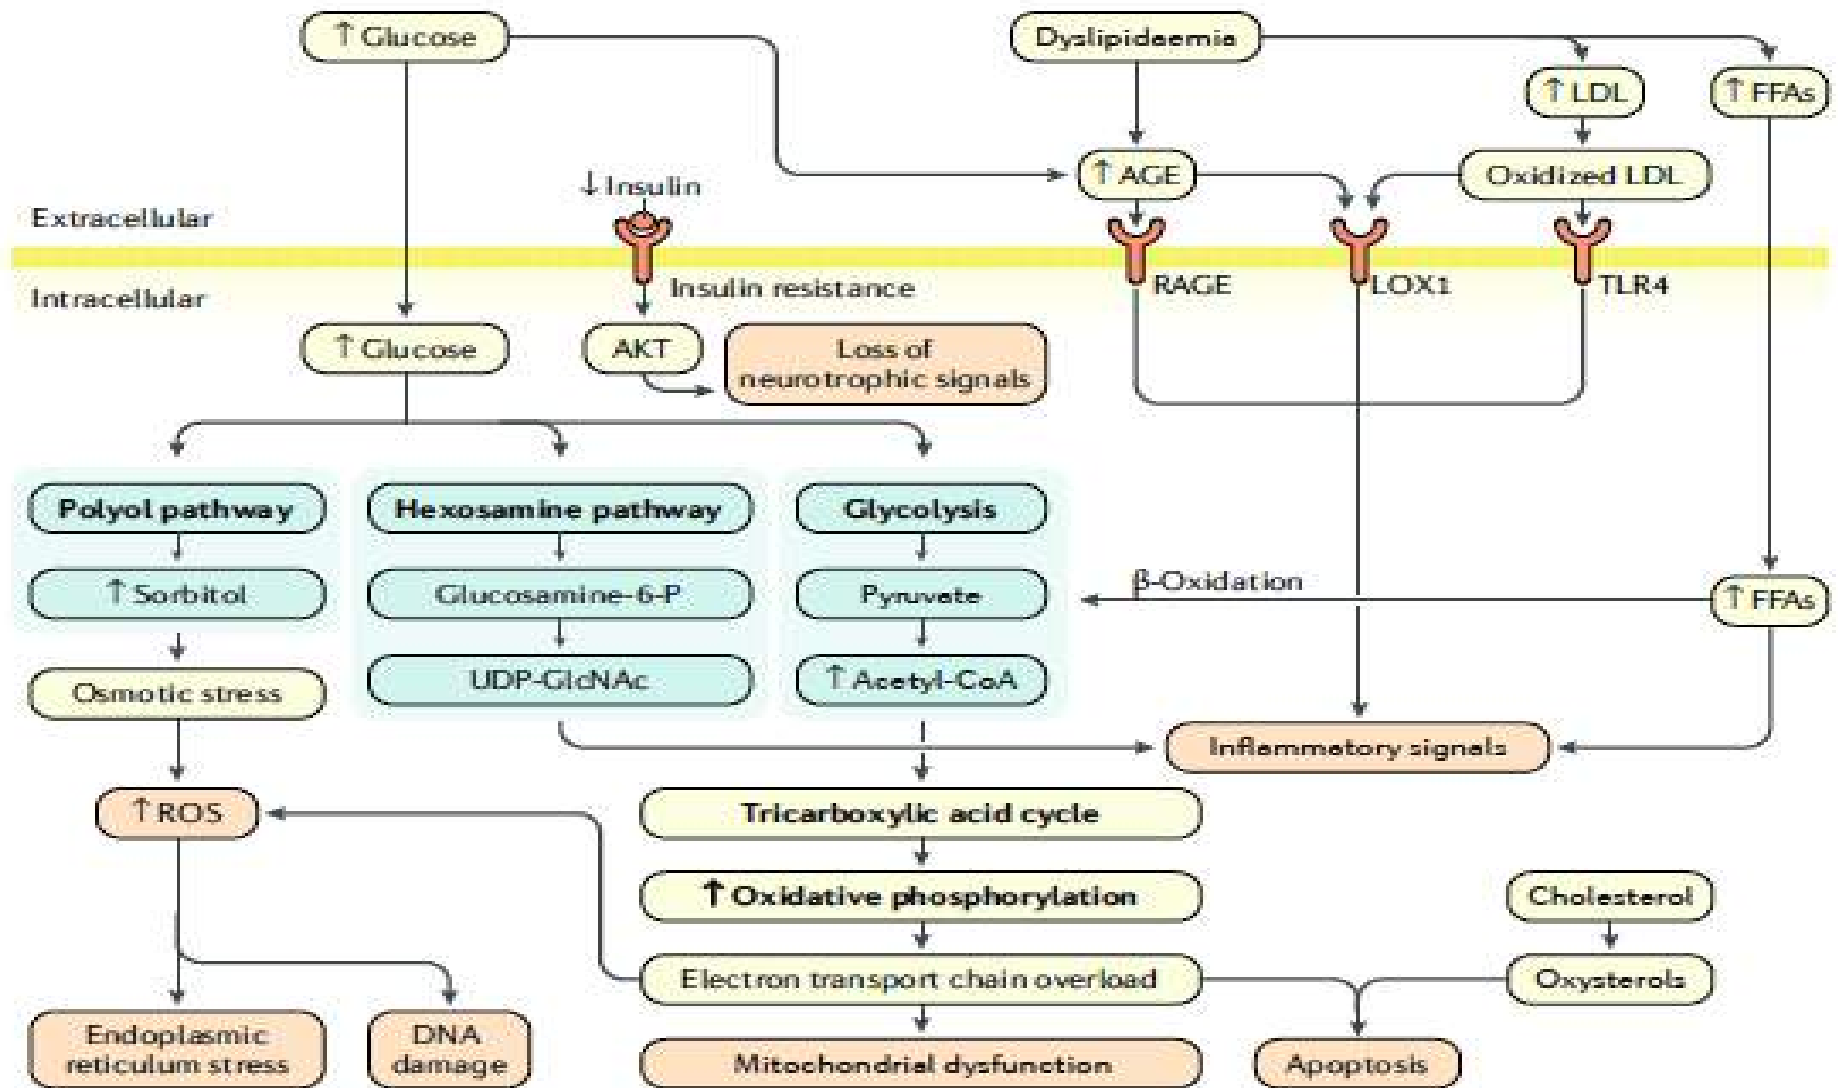 ↑ Glucose
Dyslipidaemia
↑ LDL
↑ FFAs
↑ AGE
Oxidized LDL
↓ Insulin
Extracellular
Intracellular
Insulin resistance
RAGE
LOX1
TLR4
↑ Glucose
AKT
Loss of
neurotrophic signals
Polyol pathway
Hexosamine pathway
Glycolysis
↑ Sorbitol
Glucosamine-6-P
Pyruvate
β-Oxidation
↑ FFAs
Osmotic stress
UDP-GlcNAc
↑ Acetyl-CoA
Inflammatory signals
↑ ROS
Tricarboxylic acid cycle
↑ Oxidative phosphorylation
Cholesterol
Electron transport chain overload
Oxysterols
Endoplasmic
reticulum stress
DNA
damage
Mitochondrial dysfunction
Apoptosis